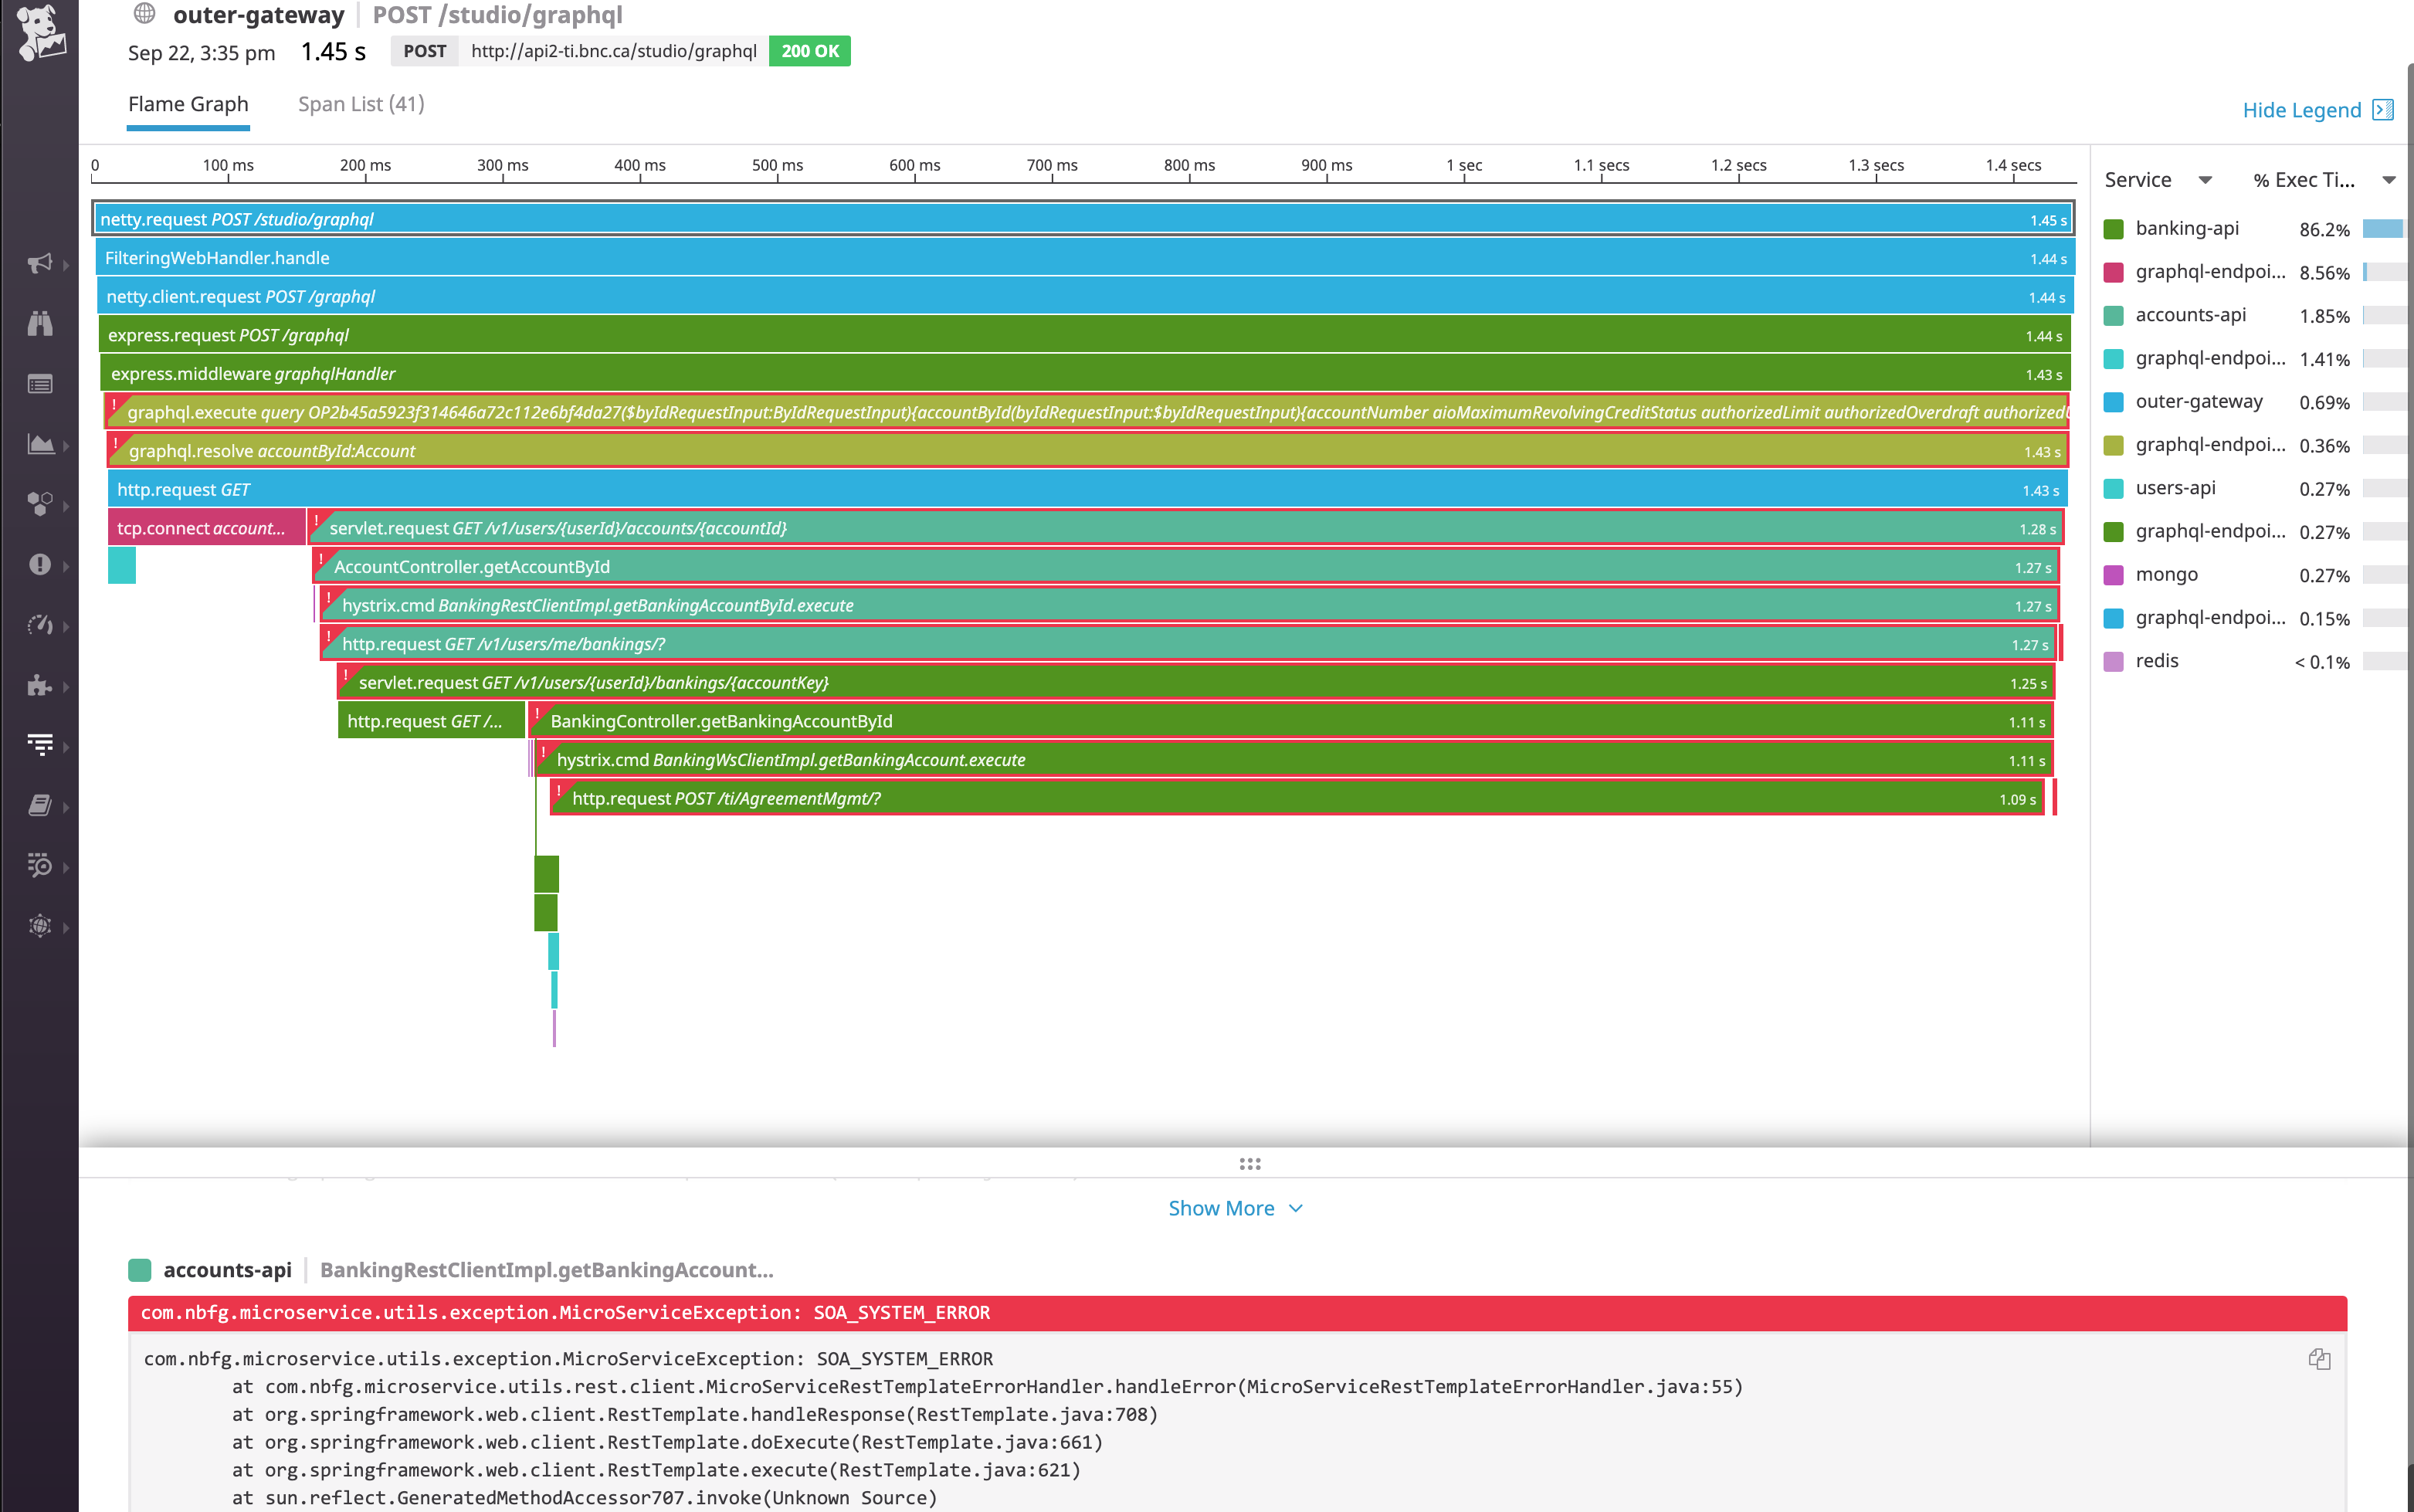 outer-gateway | POST /studio/graphql
Sep 22, 3:35 pm 1.45 s POST http://api2-ti.bnc.ca/studio/graphql 200 OK
Flame Graph Span List (41)
Hide Legend
0 100 ms 200 ms 300 ms 400 ms 500 ms 600 ms 700 ms 800 ms 900 ms 1 sec 1.1 secs 1.2 secs 1.3 secs 1.4 secs
netty.request POST /studio/graphql 1.45 s
FilteringWebHandler.handle 1.44 s
netty.client.request POST /graphql 1.44 s
express.request POST /graphql 1.44 s
express.middleware graphqlHandler 1.43 s
! graphql.execute query OP2b45a5923f314646a72c112e6bf4da27($byIdRequestInput:ByIdRequestInput){accountById(byIdRequestInput:$byIdRequestInput){accountNumber aioMaximumRevolvingCreditStatus authorizedLimit authorizedOverdraft
! graphql.resolve accountById:Account 1.43 s
http.request GET 1.43 s
tcp.connect account... ! servlet.request GET /v1/users/{userId}/accounts/{accountId} 1.28 s
! AccountController.getAccountById 1.27 s
! hystrix.cmd BankingRestClientImpl.getBankingAccountById.execute 1.27 s
! http.request GET /v1/users/me/bankings/? 1.27 s
! servlet.request GET /v1/users/{userId}/bankings/{accountKey} 1.25 s
http.request GET /... ! BankingController.getBankingAccountById 1.11 s
! hystrix.cmd BankingWsClientImpl.getBankingAccount.execute 1.11 s
! http.request POST /ti/AgreementMgmt/? 1.09 s
Service % Exec Ti...
banking-api 86.2%
graphql-endpoi... 8.56%
accounts-api 1.85%
graphql-endpoi... 1.41%
outer-gateway 0.69%
graphql-endpoi... 0.36%
users-api 0.27%
graphql-endpoi... 0.27%
mongo 0.27%
graphql-endpoi... 0.15%
redis < 0.1%
Show More
accounts-api | BankingRestClientImpl.getBankingAccount...
com.nbfg.microservice.utils.exception.MicroServiceException: SOA_SYSTEM_ERROR
com.nbfg.microservice.utils.exception.MicroServiceException: SOA_SYSTEM_ERROR
at com.nbfg.microservice.utils.rest.client.MicroServiceRestTemplateErrorHandler.handleError(MicroServiceRestTemplateErrorHandler.java:55)
at org.springframework.web.client.RestTemplate.handleResponse(RestTemplate.java:708)
at org.springframework.web.client.RestTemplate.doExecute(RestTemplate.java:661)
at org.springframework.web.client.RestTemplate.execute(RestTemplate.java:621)
at sun.reflect.GeneratedMethodAccessor707.invoke(Unknown Source)